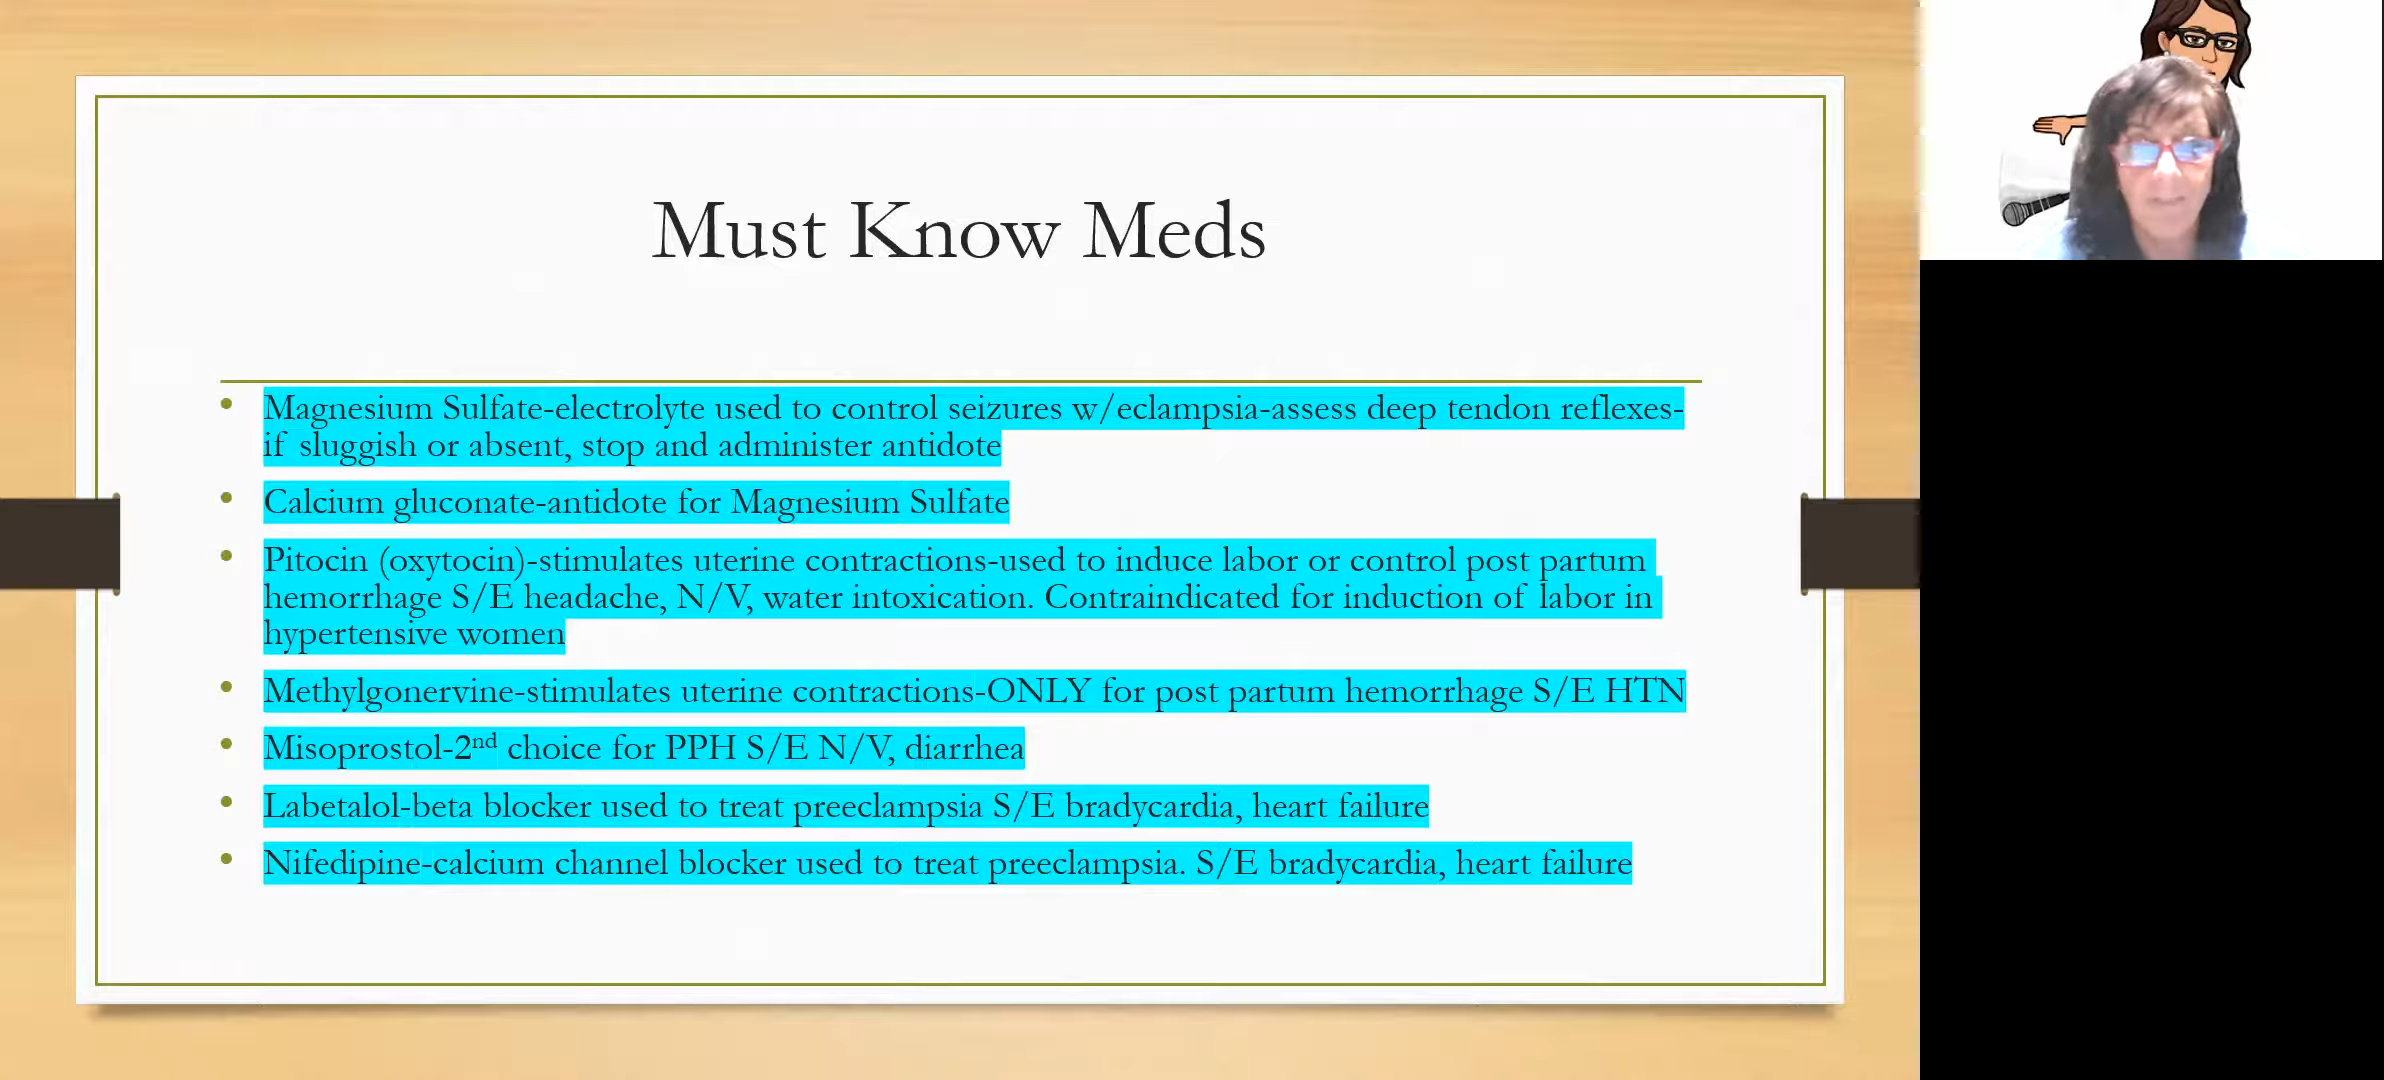 Must Know Meds
• Magnesium Sulfate-electrolyte used to control seizures w/eclampsia-assess deep tendon reflexes-
if sluggish or absent, stop and administer antidote
• Calcium gluconate-antidote for Magnesium Sulfate
• Pitocin (oxytocin)-stimulates uterine contractions-used to induce labor or control post partum
hemorrhage S/E headache, N/V, water intoxication. Contraindicated for induction of labor in
hypertensive women
• Methylgonervine-stimulates uterine contractions-ONLY for post partum hemorrhage S/E HTN
• Misoprostol-2nd choice for PPH S/E N/V, diarrhea
• Labetalol-beta blocker used to treat preeclampsia S/E bradycardia, heart failure
• Nifedipine-calcium channel blocker used to treat preeclampsia. S/E bradycardia, heart failure